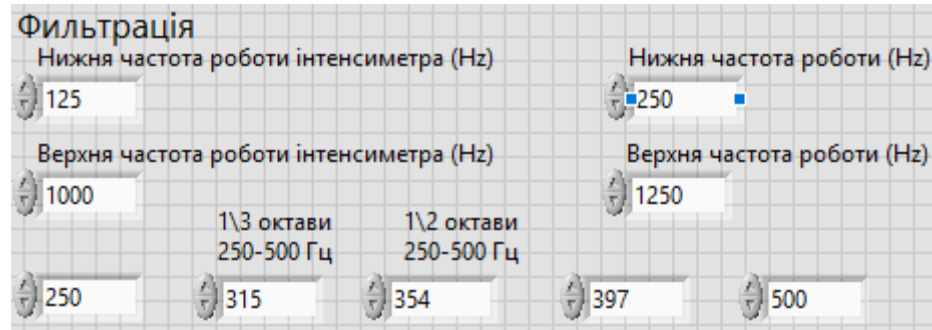 Фильтрація
Нижня частота роботи інтенсиметра (Hz)
Нижня частота роботи (Hz)
125
250
Верхня частота роботи інтенсиметра (Hz)
Верхня частота роботи (Hz)
1000
1250
1\3 октави
250-500 Гц
1\2 октави
250-500 Гц
250
315
354
397
500